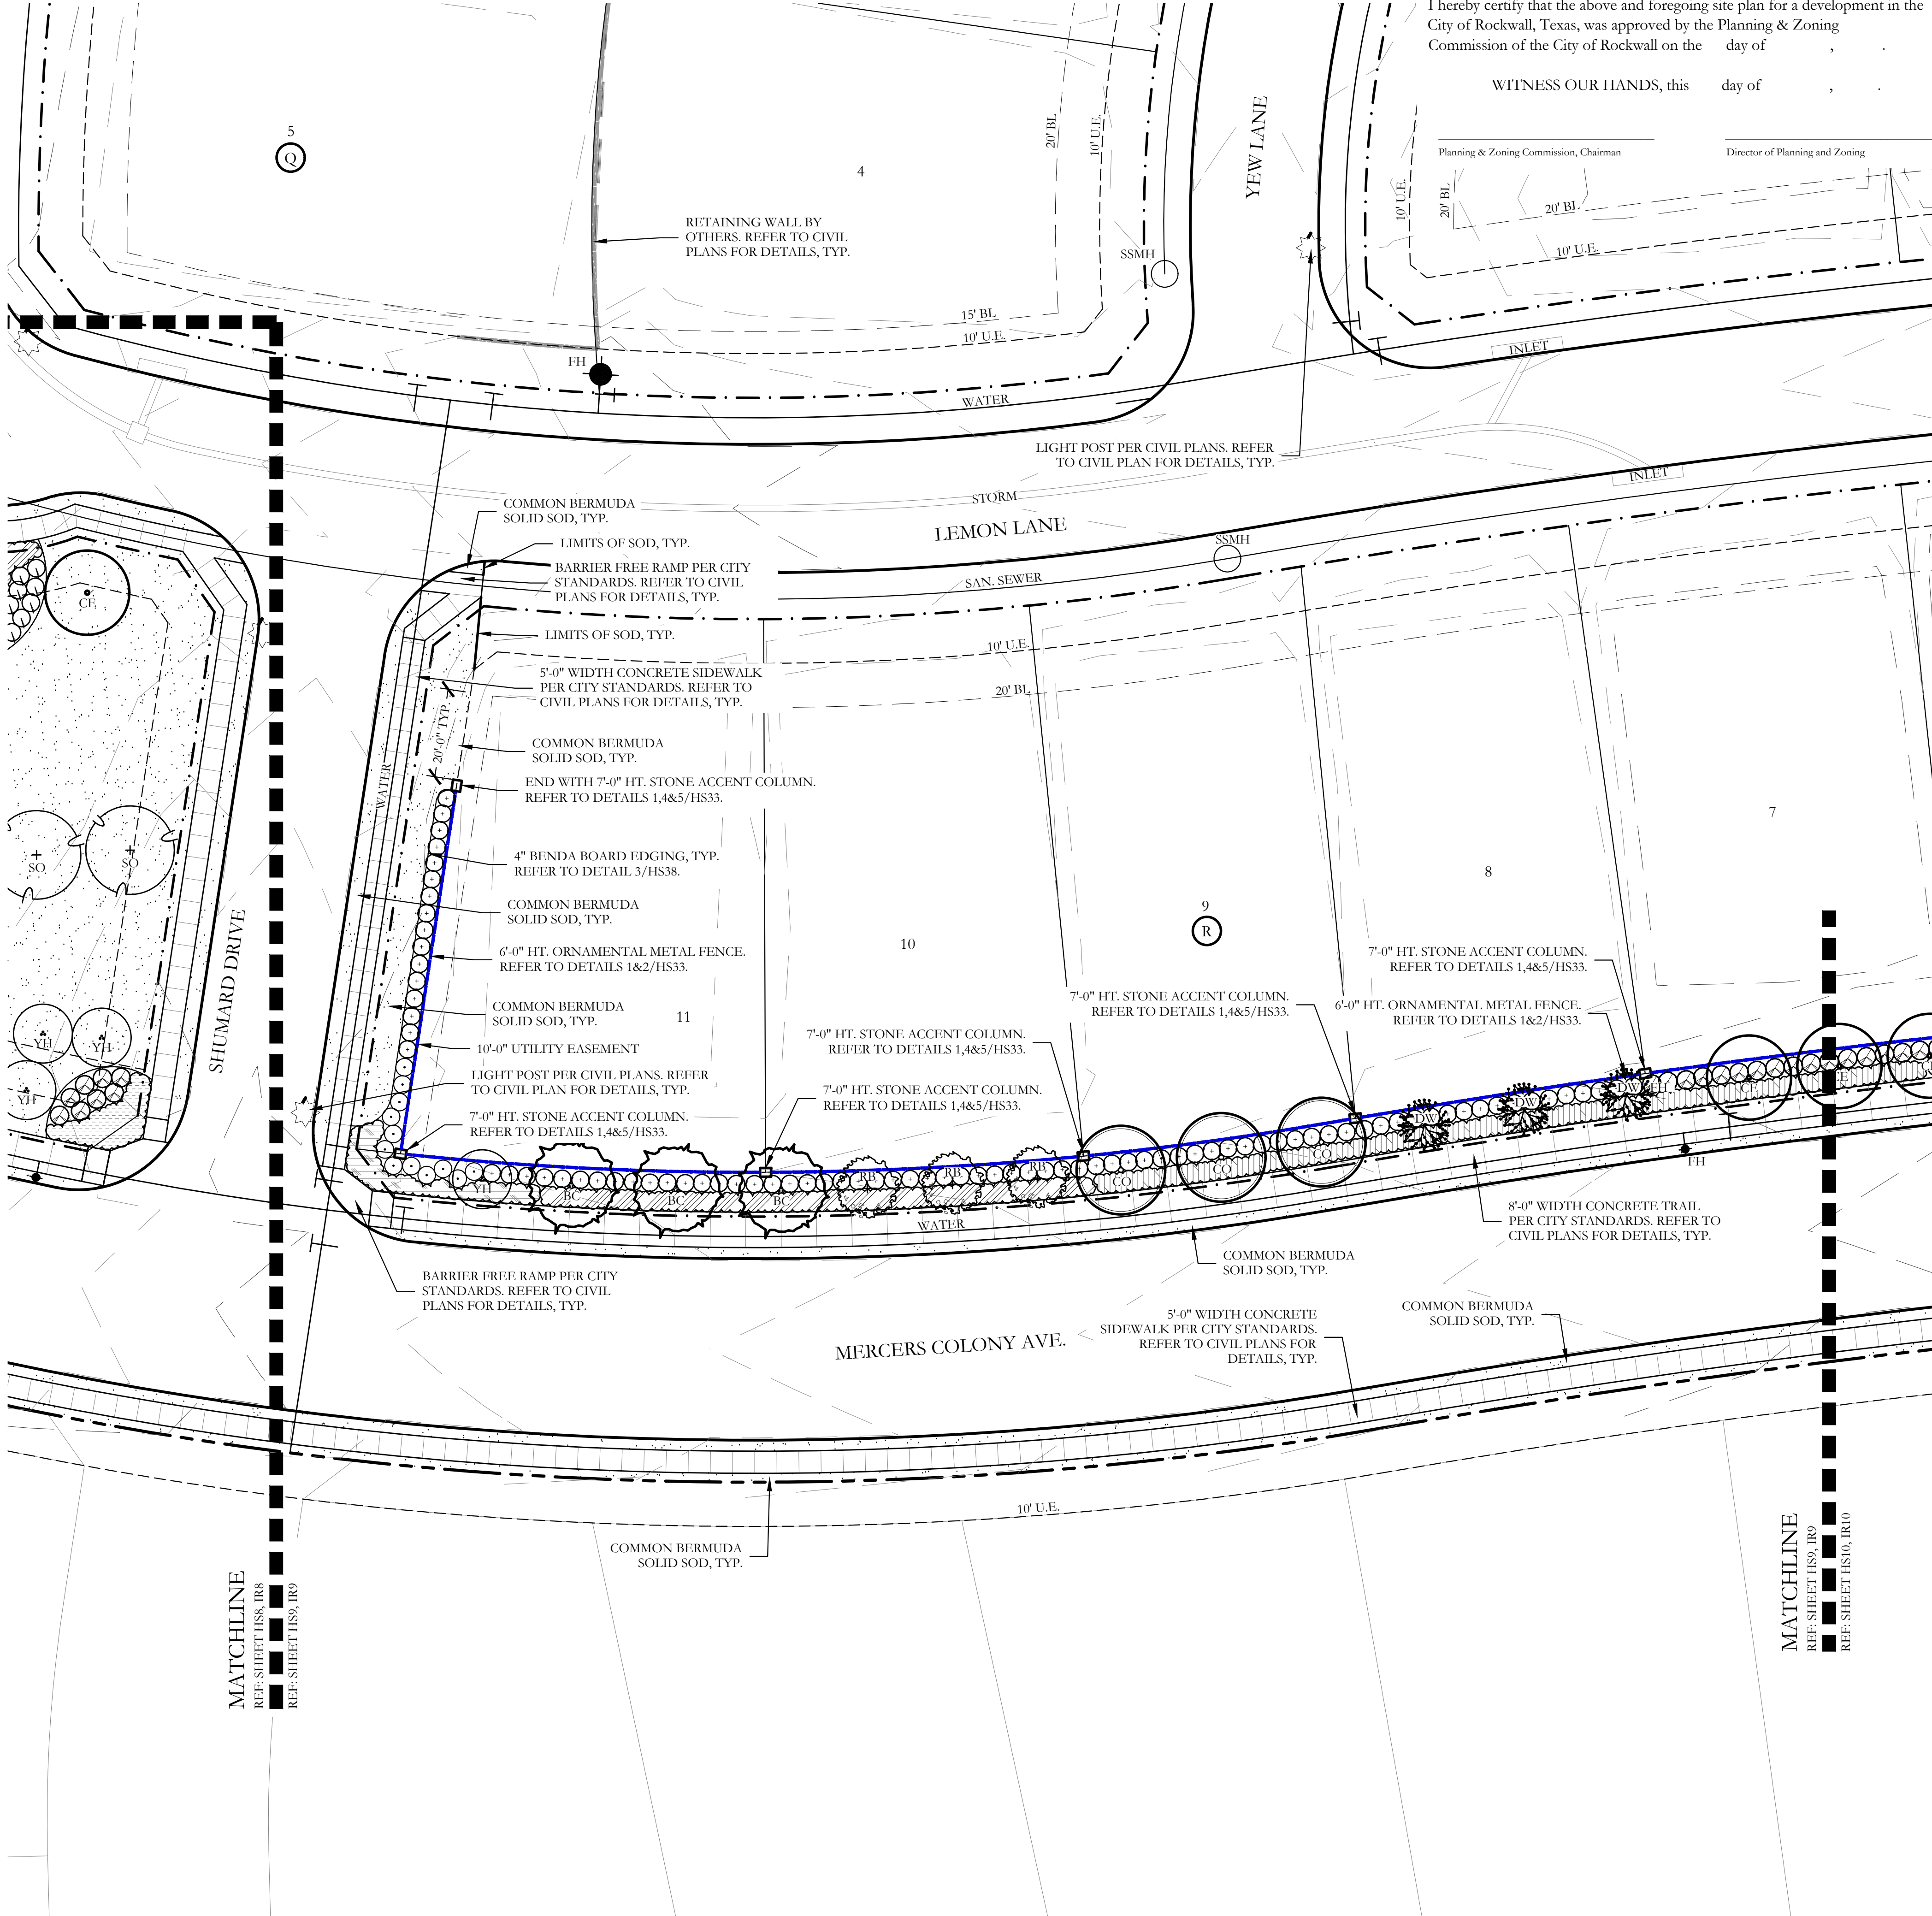 I hereby certify that the above and foregoing site plan for a development in the
City of Rockwall, Texas, was approved by the Planning & Zoning
Commission of the City of Rockwall on the day of , .
WITNESS OUR HANDS, this day of , .
Planning & Zoning Commission, Chairman
Director of Planning and Zoning
5
Q
4
20' BL
10' U.E.
YEW LANE
10' U.E.
20' BL
20' BL
10' U.E.
RETAINING WALL BY
OTHERS. REFER TO CIVIL
PLANS FOR DETAILS, TYP.
SSMH
15' BL
10' U.E.
FH
WATER
INLET
LIGHT POST PER CIVIL PLANS. REFER
TO CIVIL PLAN FOR DETAILS, TYP.
INLET
STORM
LEMON LANE
SSMH
SAN. SEWER
COMMON BERMUDA
SOLID SOD, TYP.
LIMITS OF SOD, TYP.
BARRIER FREE RAMP PER CITY
STANDARDS. REFER TO CIVIL
PLANS FOR DETAILS, TYP.
LIMITS OF SOD, TYP.
10' U.E.
5'-0" WIDTH CONCRETE SIDEWALK
PER CITY STANDARDS. REFER TO
CIVIL PLANS FOR DETAILS, TYP.
20' BL
20'-0" TYP.
COMMON BERMUDA
SOLID SOD, TYP.
WATER
END WITH 7'-0" HT. STONE ACCENT COLUMN.
REFER TO DETAILS 1,4&5/HS33.
4" BENDA BOARD EDGING, TYP.
REFER TO DETAIL 3/HS38.
COMMON BERMUDA
SOLID SOD, TYP.
6'-0" HT. ORNAMENTAL METAL FENCE.
REFER TO DETAILS 1&2/HS33.
COMMON BERMUDA
SOLID SOD, TYP.
11
10'-0" UTILITY EASEMENT
LIGHT POST PER CIVIL PLANS. REFER
TO CIVIL PLAN FOR DETAILS, TYP.
7'-0" HT. STONE ACCENT COLUMN.
REFER TO DETAILS 1,4&5/HS33.
CE
SO
SO
SHUMARD DRIVE
YH
YH
YH
10
9
R
8
7
7'-0" HT. STONE ACCENT COLUMN.
REFER TO DETAILS 1,4&5/HS33.
7'-0" HT. STONE ACCENT COLUMN.
REFER TO DETAILS 1,4&5/HS33.
7'-0" HT. STONE ACCENT COLUMN.
REFER TO DETAILS 1,4&5/HS33.
7'-0" HT. STONE ACCENT COLUMN.
REFER TO DETAILS 1,4&5/HS33.
6'-0" HT. ORNAMENTAL METAL FENCE.
REFER TO DETAILS 1&2/HS33.
YH
BC
BC
BC
RB
RB
RB
CO
CO
CO
DW
DW
DW
FH
CE
CE
FH
WATER
8'-0" WIDTH CONCRETE TRAIL
PER CITY STANDARDS. REFER TO
CIVIL PLANS FOR DETAILS, TYP.
COMMON BERMUDA
SOLID SOD, TYP.
BARRIER FREE RAMP PER CITY
STANDARDS. REFER TO CIVIL
PLANS FOR DETAILS, TYP.
MERCERS COLONY AVE.
5'-0" WIDTH CONCRETE
SIDEWALK PER CITY STANDARDS.
REFER TO CIVIL PLANS FOR
DETAILS, TYP.
COMMON BERMUDA
SOLID SOD, TYP.
10' U.E.
COMMON BERMUDA
SOLID SOD, TYP.
MATCHLINE
REF: SHEET HS8, IR8
REF: SHEET HS9, IR9
MATCHLINE
REF: SHEET HS9, IR9
REF: SHEET HS10, IR10